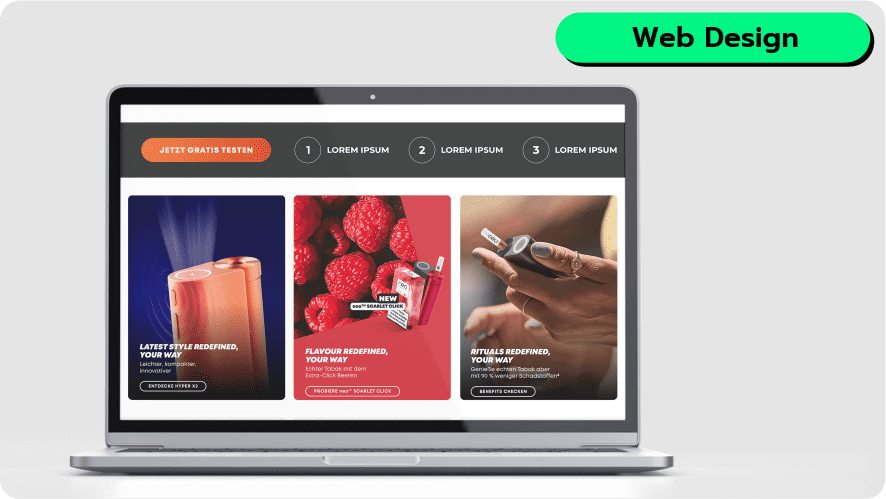 Web Design
JETZT GRATIS TESTEN
1 LOREM IPSUM
2 LOREM IPSUM
3 LOREM IPSUM
NEW
neo™ SCARLET CLICK
neo
LATEST STYLE REDEFINED,
YOUR WAY
Leichter, kompakter,
innovativer
ENTDECKE HYPER X2
FLAVOUR REDEFINED,
YOUR WAY
Echter Tabak mit dem
Extra-Click Beeren
PROBIERE neo™ SCARLET CLICK
RITUALS REDEFINED,
YOUR WAY
Genieße echten Tabak aber
mit 90 % weniger Schadstoffen*
BENEFITS CHECKEN